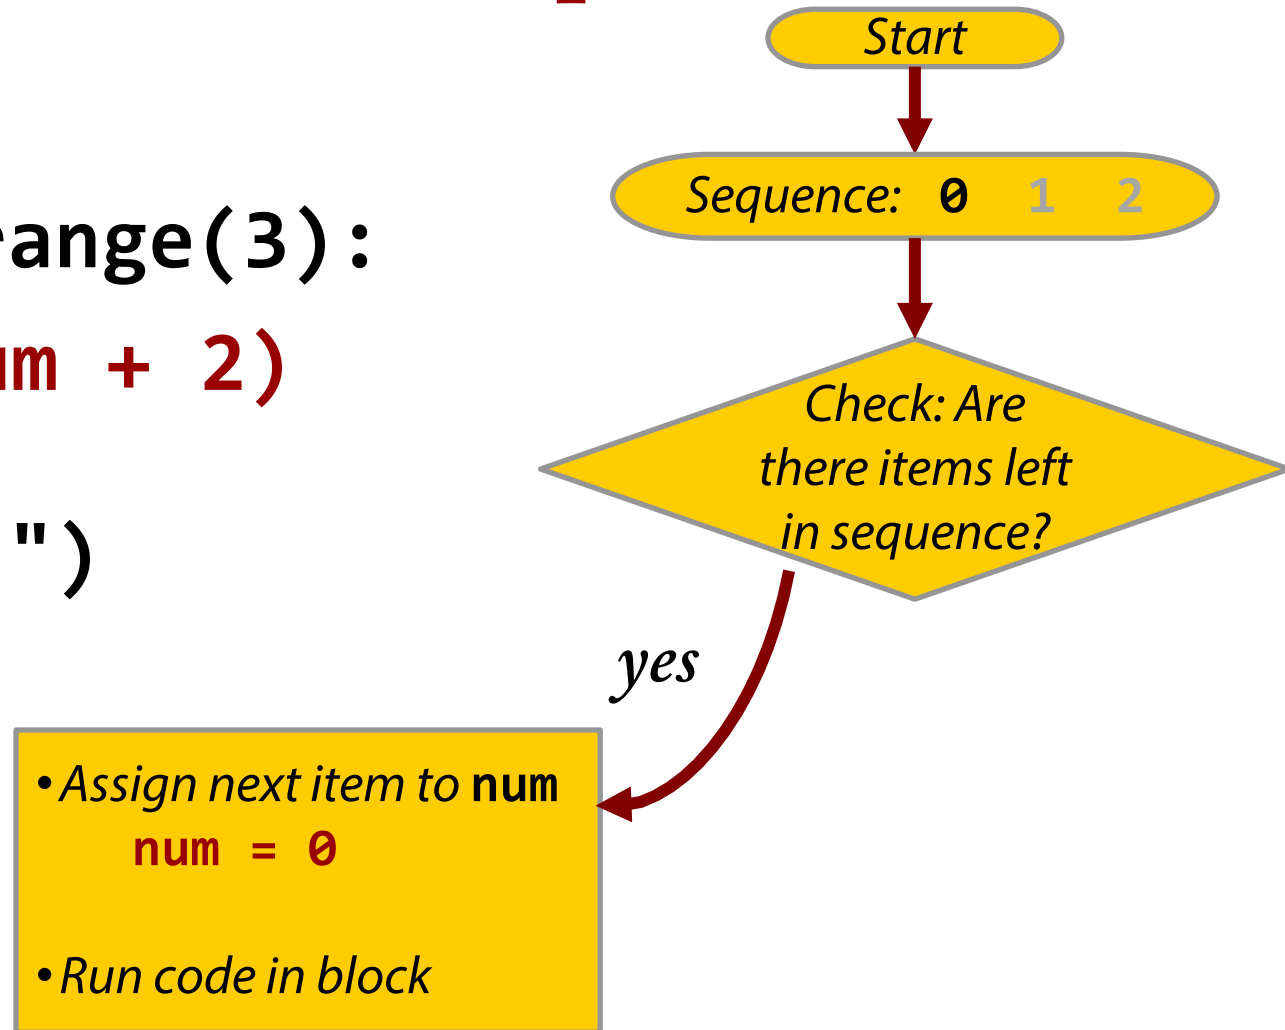 range(3):
um + 2)
")
Start
Sequence: 0 1 2
Check: Are
there items left
in sequence?
yes
•Assign next item to num
num = 0
•Run code in block